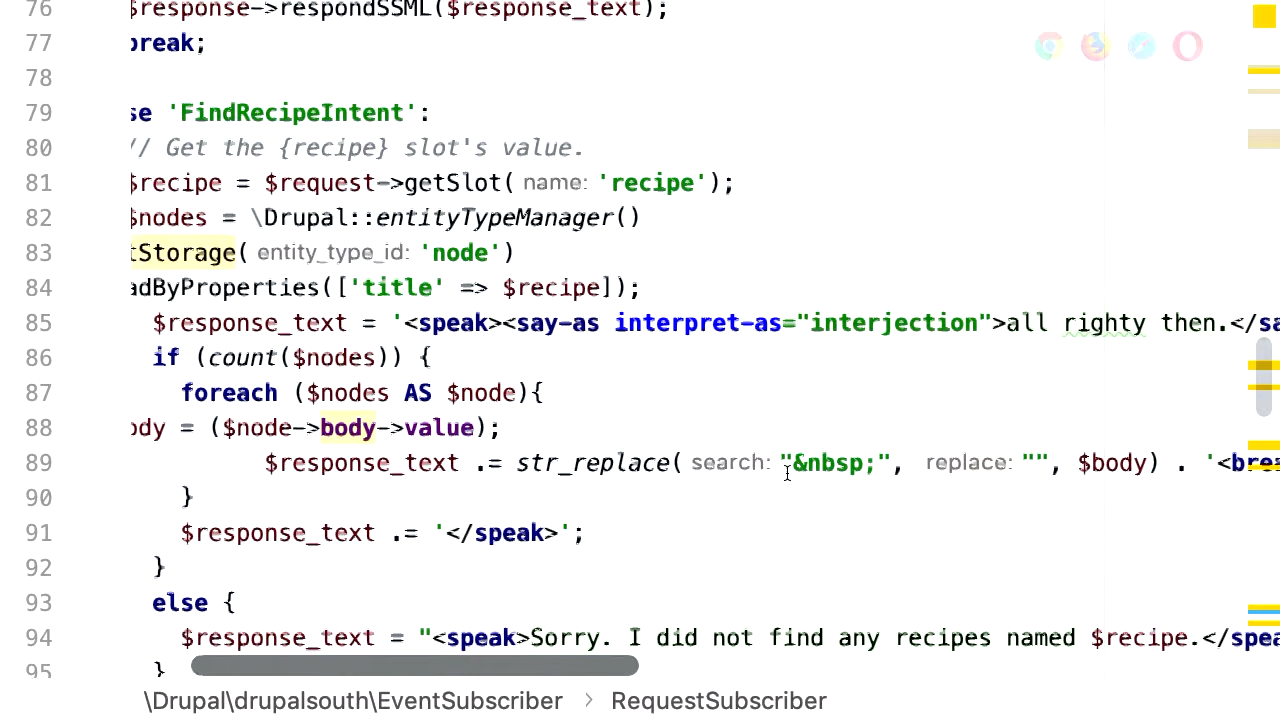 76 $response->respondSSML($response_text);
77 break;
78
79 se 'FindRecipeIntent':
80 // Get the {recipe} slot's value.
81 $recipe = $request->getSlot( name: 'recipe');
82 $nodes = \Drupal::entityTypeManager()
83 tStorage( entity_type_id: 'node')
84 adByProperties(['title' => $recipe]);
85 $response_text = '<speak><say-as interpret-as="interjection">all righty then.</sa
86 if (count($nodes)) {
87 foreach ($nodes AS $node){
88 ody = ($node->body->value);
89 $response_text .= str_replace( search: "&nbsp;", replace: "", $body) . '<brea
90 }
91 $response_text .= '</speak>';
92 }
93 else {
94 $response_text = "<speak>Sorry. I did not find any recipes named $recipe.</spea
95 }
\Drupal\drupalsouth\EventSubscriber > RequestSubscriber